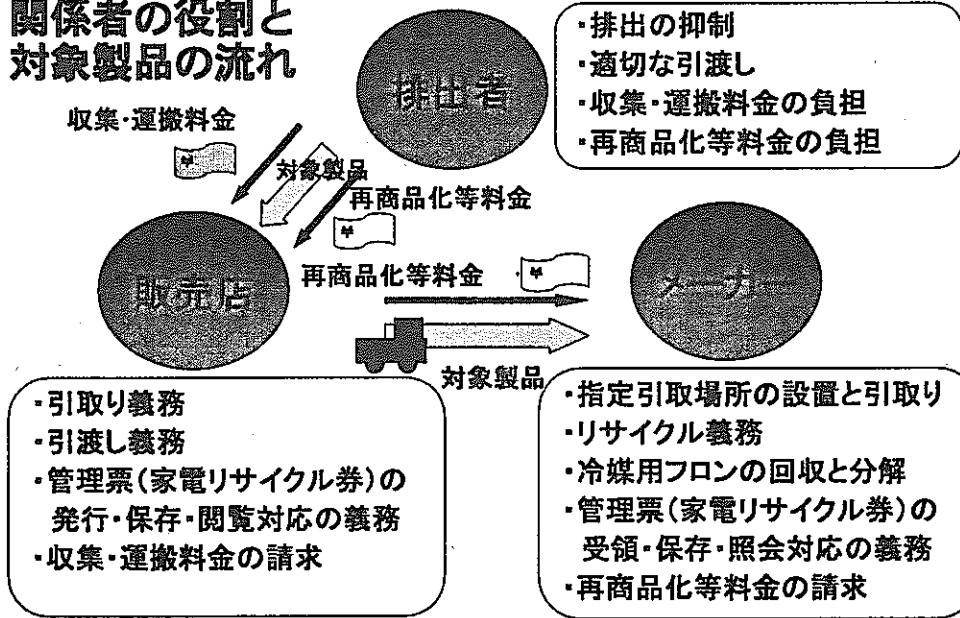 関係者の役割と
対象製品の流れ
排出者
・排出の抑制
・適切な引渡し
・収集・運搬料金の負担
・再商品化等料金の負担
収集・運搬料金
対象製品
再商品化等料金
販売店
再商品化等料金
メーカー
対象製品
・引取り義務
・引渡し義務
・管理票(家電リサイクル券)の
発行・保存・閲覧対応の義務
・収集・運搬料金の請求
・指定引取場所の設置と引取り
・リサイクル義務
・冷媒用フロンの回収と分解
・管理票(家電リサイクル券)の
受領・保存・照会対応の義務
・再商品化等料金の請求